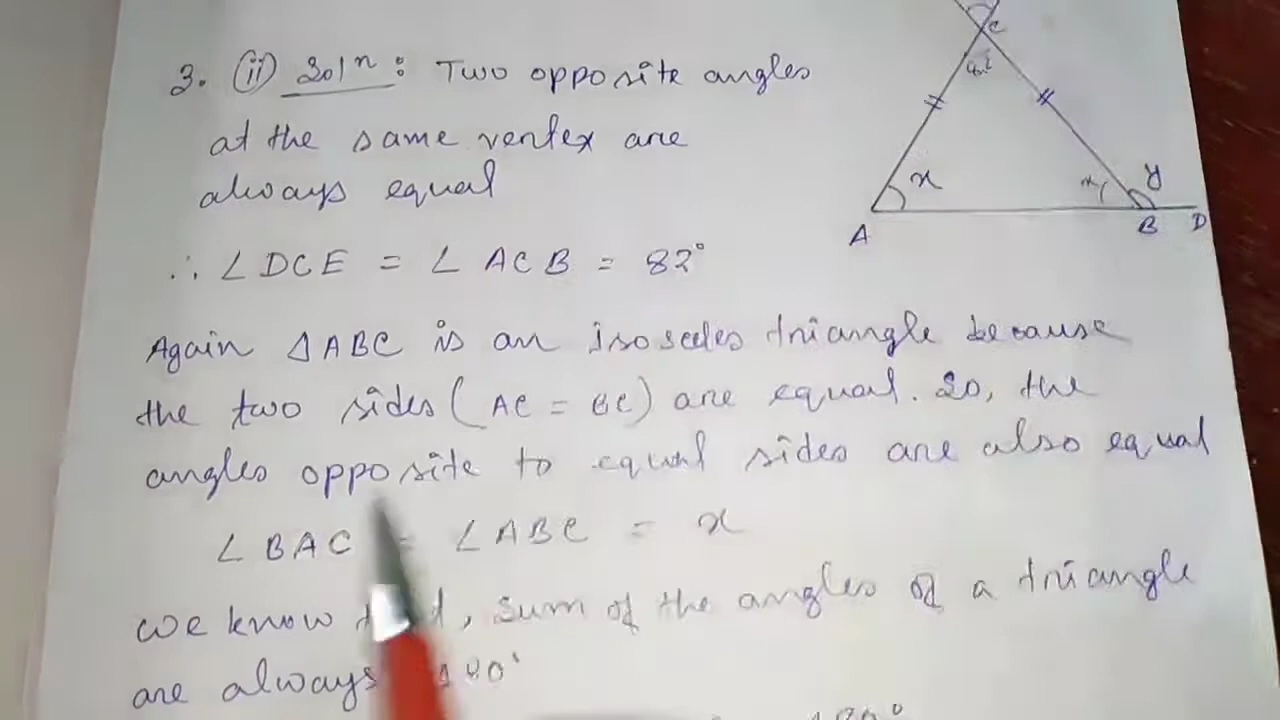 3. (ii) Soln : Two opposite angles
at the same vertex are
always equal
∴ ∠DCE = ∠ACB = 82°
Again △ABC is an isosceles triangle because
the two sides (AC = BC) are equal. So, the
angles opposite to equal sides are also equal
∠BAC = ∠ABC = x
we know, sum of the angles of a triangle
are always 180°
180°
C
x
x
y
A
B
D